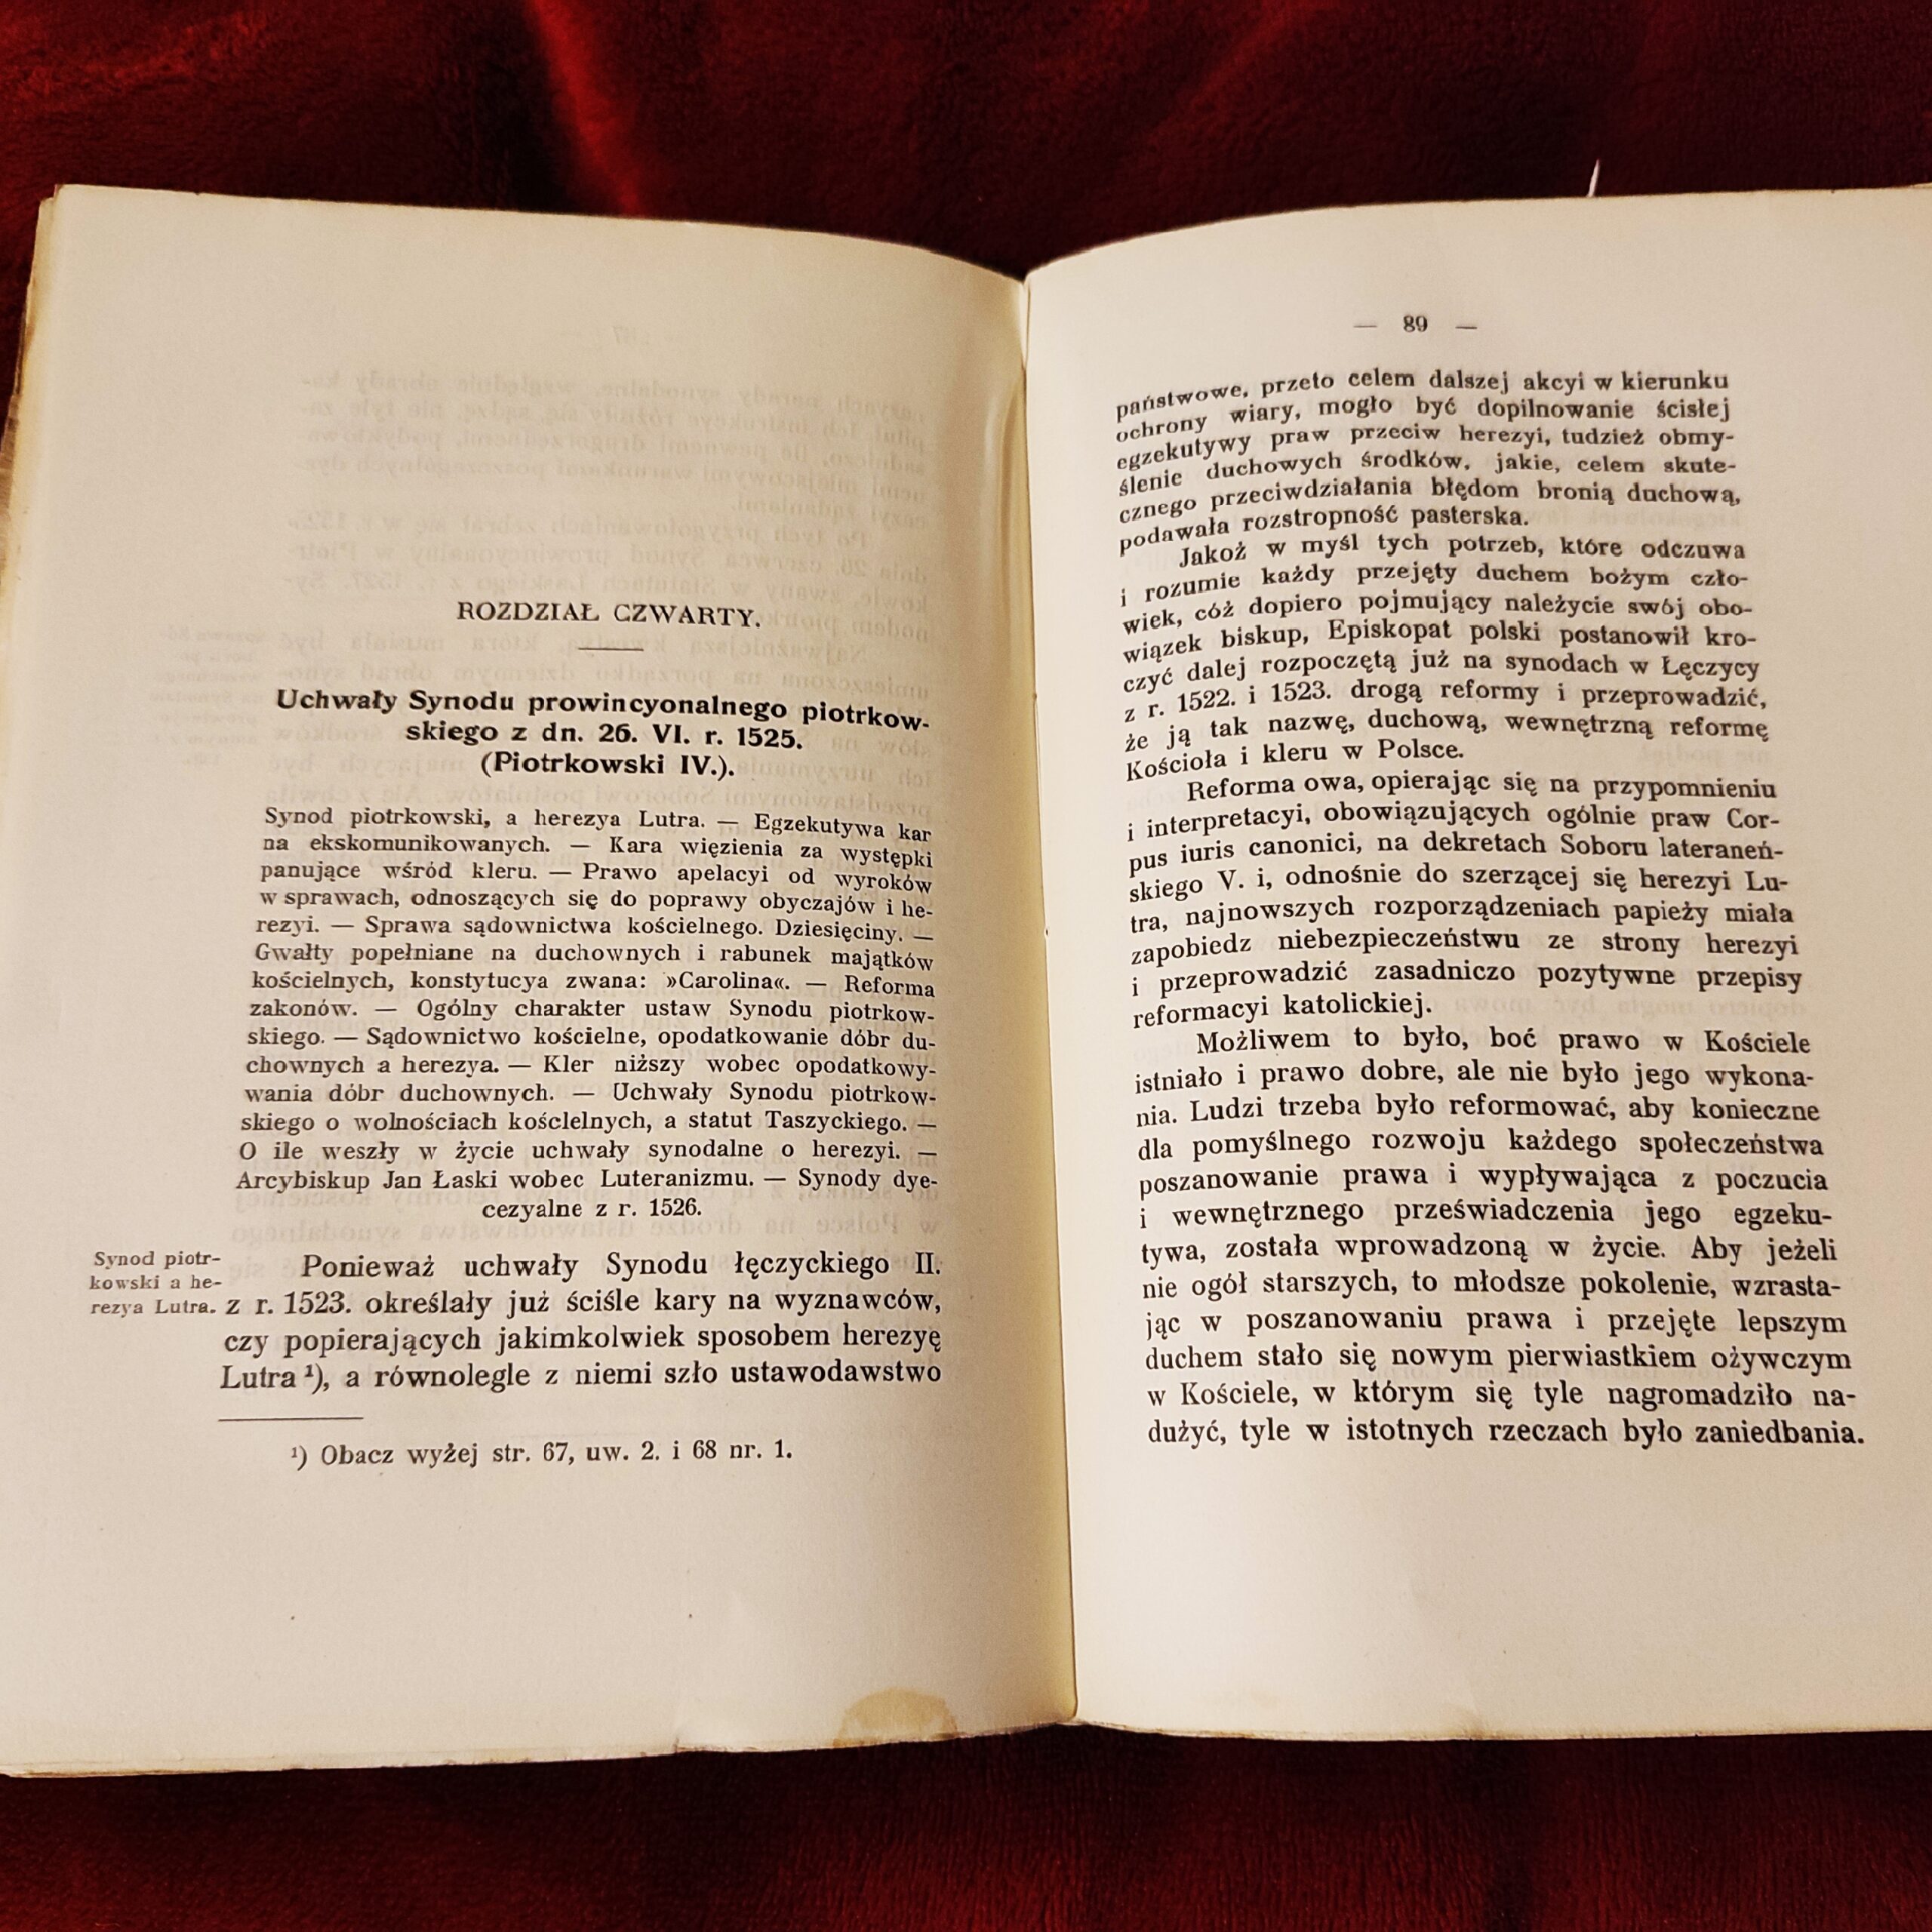 ROZDZIAŁ CZWARTY.
Uchwały Synodu prowincyonalnego piotrkow-
skiego z dn. 26. VI. r. 1525.
(Piotrkowski IV.).
Synod piotrkowski, a herezya Lutra. — Egzekutywa kar
na ekskomunikowanych. — Kara więzienia za występki
panujące wśród kleru. — Prawo apelacyi od wyroków
w sprawach, odnoszących się do poprawy obyczajów i he-
rezyi. — Sprawa sądownictwa kościelnego. Dziesięciny. —
Gwałty popełniane na duchownych i rabunek majątków
kościelnych, konstytucya zwana: »Carolina«. — Reforma
zakonów. — Ogólny charakter ustaw Synodu piotrkow-
skiego. — Sądownictwo kościelne, opodatkowanie dóbr du-
chownych a herezya. — Kler niższy wobec opodatkowy-
wania dóbr duchownych. — Uchwały Synodu piotrkow-
skiego o wolnościach kościelnych, a statut Taszyckiego. —
O ile weszły w życie uchwały synodalne o herezyi. —
Arcybiskup Jan Łaski wobec Luteranizmu. — Synody dye-
cezyalne z r. 1526.
Synod piotr-
kowski a he-
rezya Lutra.
Ponieważ uchwały Synodu łęczyckiego II.
z r. 1523. określały już ściśle kary na wyznawców,
czy popierających jakimkolwiek sposobem herezyę
Lutra ¹), a równolegle z niemi szło ustawodawstwo
¹) Obacz wyżej str. 67, uw. 2. i 68 nr. 1.
— 89 —
państwowe, przeto celem dalszej akcyi w kierunku
ochrony wiary, mogło być dopilnowanie ścisłej
egzekutywy praw przeciw herezyi, tudzież obmy-
ślenie duchowych środków, jakie, celem skute-
cznego przeciwdziałania błędom bronią duchową,
podawała rozstropność pasterska.
Jakoż w myśl tych potrzeb, które odczuwa
i rozumie każdy przejęty duchem bożym czło-
wiek, cóż dopiero pojmujący należycie swój obo-
wiązek biskup, Episkopat polski postanowił kro-
czyć dalej rozpoczętą już na synodach w Łęczycy
z r. 1522. i 1523. drogą reformy i przeprowadzić,
że ją tak nazwę, duchową, wewnętrzną reformę
Kościoła i kleru w Polsce.
Reforma owa, opierając się na przypomnieniu
i interpretacyi, obowiązujących ogólnie praw Cor-
pus iuris canonici, na dekretach Soboru laterań-
skiego V. i, odnośnie do szerzącej się herezyi Lu-
tra, najnowszych rozporządzeniach papieży miała
zapobiedz niebezpieczeństwu ze strony herezyi
i przeprowadzić zasadniczo pozytywne przepisy
reformacyi katolickiej.
Możliwem to było, boć prawo w Kościele
istniało i prawo dobre, ale nie było jego wykona-
nia. Ludzi trzeba było reformować, aby konieczne
dla pomyślnego rozwoju każdego społeczeństwa
poszanowanie prawa i wypływająca z poczucia
i wewnętrznego przeświadczenia jego egzeku-
tywa, została wprowadzoną w życie. Aby jeżeli
nie ogół starszych, to młodsze pokolenie, wzrasta-
jąc w poszanowaniu prawa i przejęte lepszym
duchem stało się nowym pierwiastkiem ożywczym
w Kościele, w którym się tyle nagromadziło na-
dużyć, tyle w istotnych rzeczach było zaniedbania.